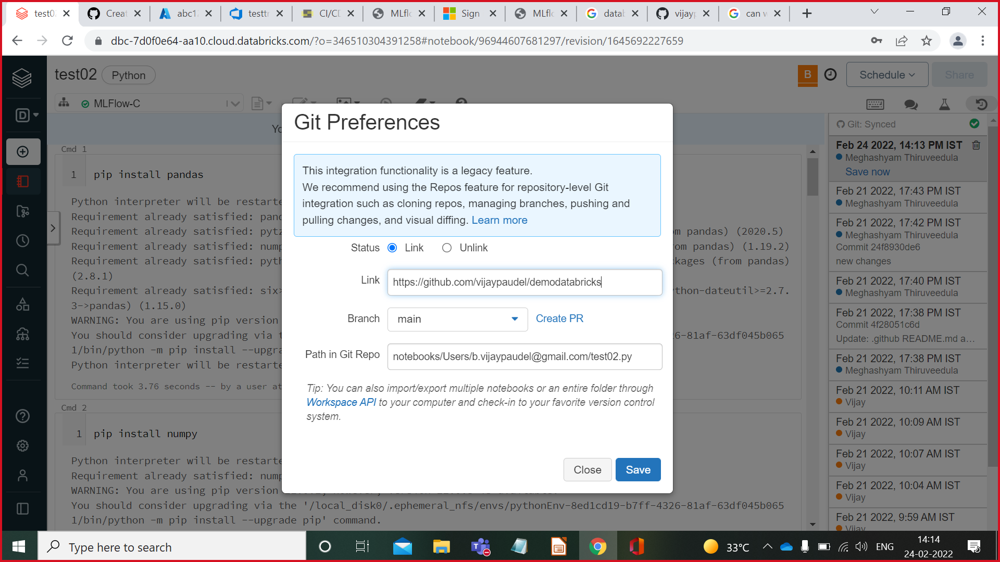 test0
Creat
abc1
testtr
CI/CD
MLflo
Sign
MLflo
datab
vijayp
can w
dbc-7d0f0e64-aa10.cloud.databricks.com/?o=346510304391258#notebook/96944607681297/revision/1645692227659
test02
Python
B
Schedule
Share
MLFlow-C
D
Yo
Git: Synced
Cmd 1
1 pip install pandas
Python interpreter will be restarte
Requirement already satisfied: pand
Requirement already satisfied: pytz
om pandas) (2020.5)
Requirement already satisfied: nump
om pandas) (1.19.2)
Requirement already satisfied: pyth
ckages (from pandas)
(2.8.1)
Requirement already satisfied: six>
thon-dateutil>=2.7.
3->pandas) (1.15.0)
WARNING: You are using pip version
You should consider upgrading via t
6-81af-63df045b065
1/bin/python -m pip install --upgra
Python interpreter will be restarte
Command took 3.76 seconds -- by a user at
Cmd 2
1 pip install numpy
Python interpreter will be restarte
Requirement already satisfied: nump
WARNING: You are using pip version
You should consider upgrading via the '/local_disk0/.ephemeral_nfs/envs/pythonEnv-8ed1cd19-b7ff-4326-81af-63df045b065
1/bin/python -m pip install --upgrade pip' command.
Git Preferences
This integration functionality is a legacy feature.
We recommend using the Repos feature for repository-level Git
integration such as cloning repos, managing branches, pushing and
pulling changes, and visual diffing. Learn more
Status Link Unlink
Link https://github.com/vijaypaudel/demodatabricks
Branch main Create PR
Path in Git Repo notebooks/Users/b.vijaypaudel@gmail.com/test02.py
Tip: You can also import/export multiple notebooks or an entire folder through
Workspace API to your computer and check-in to your favorite version control
system.
Close Save
Feb 24 2022, 14:13 PM IST
Meghashyam Thiruveedula
Save now
Feb 21 2022, 17:43 PM IST
Meghashyam Thiruveedula
Feb 21 2022, 17:42 PM IST
Meghashyam Thiruveedula
Commit 24f8930de6
new changes
Feb 21 2022, 17:40 PM IST
Meghashyam Thiruveedula
Feb 21 2022, 17:38 PM IST
Commit 4f28051c6d
Update: .github README.md a...
Feb 21 2022, 17:38 PM IST
Meghashyam Thiruveedula
Feb 21 2022, 10:11 AM IST
Vijay
Feb 21 2022, 10:09 AM IST
Vijay
Feb 21 2022, 10:07 AM IST
Vijay
Feb 21 2022, 10:04 AM IST
Vijay
Feb 21 2022, 9:59 AM IST
Vijay
Type here to search
33°C
ENG
14:14
24-02-2022